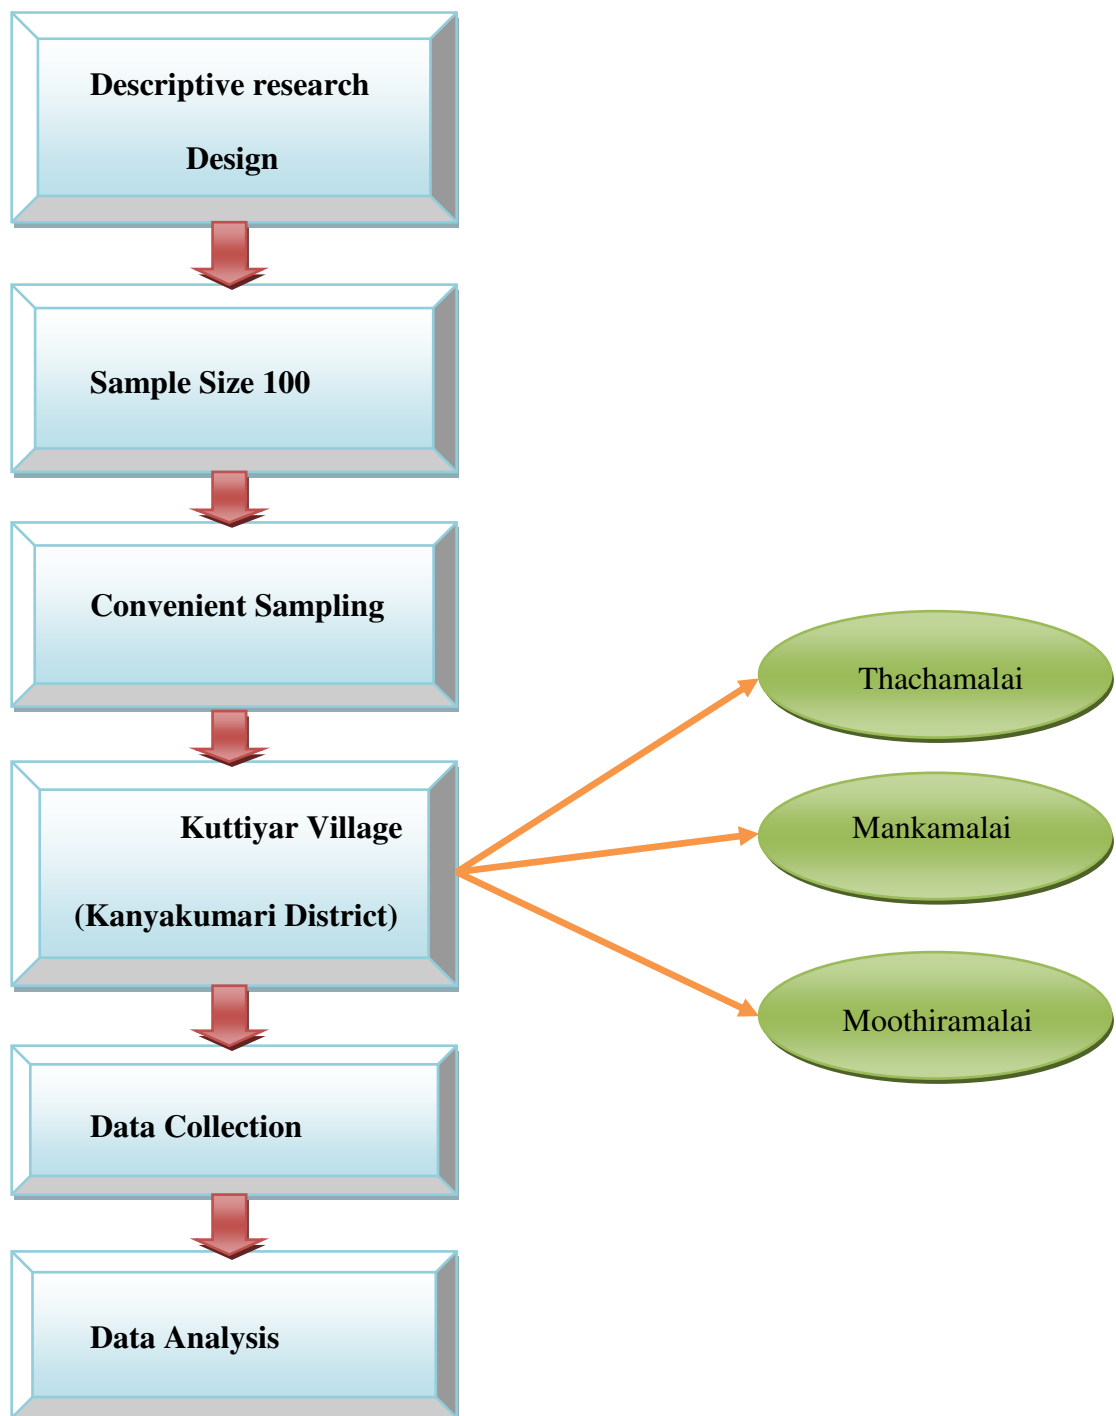 Descriptive research
Design
Sample Size 100
Convenient Sampling
Kuttiyar Village
(Kanyakumari District)
Thachamalai
Mankamalai
Moothiramalai
Data Collection
Data Analysis